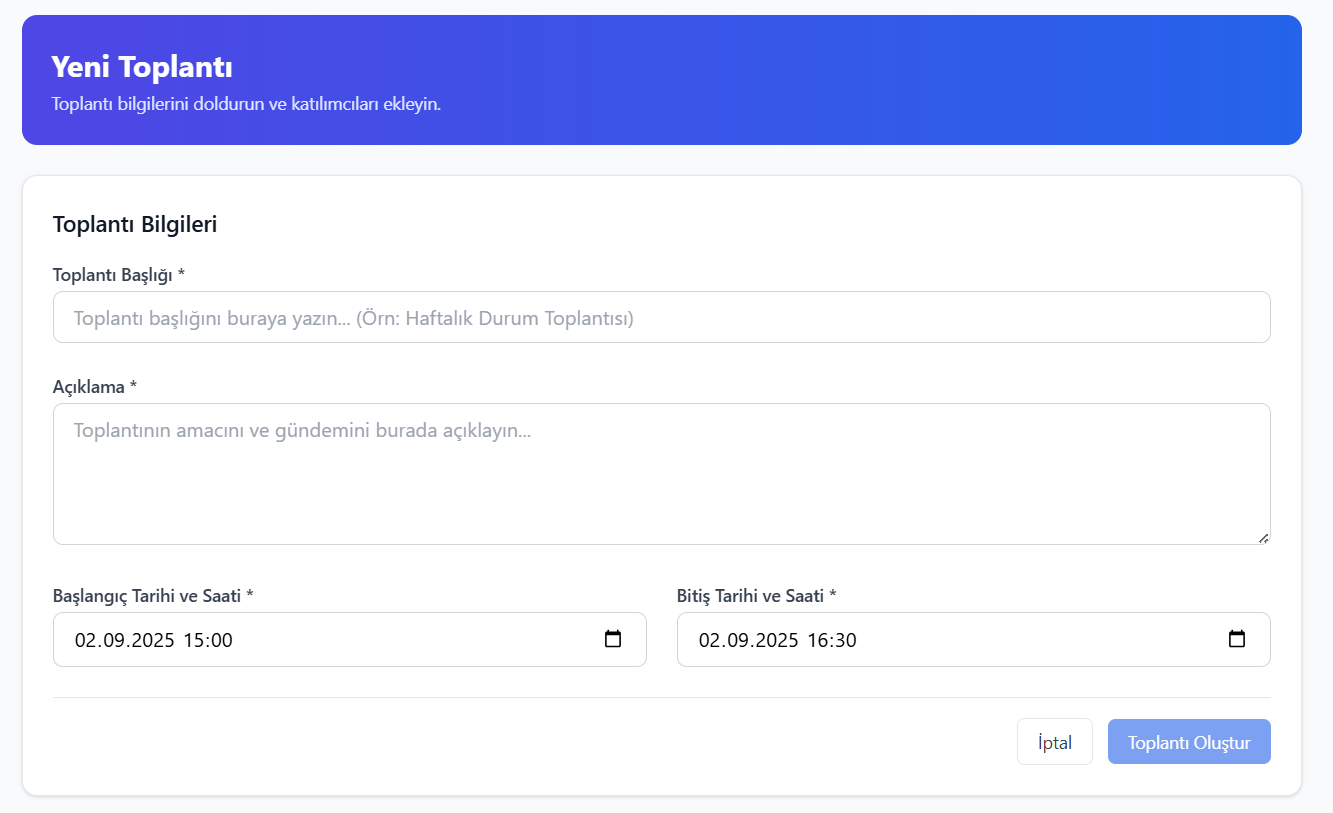 Yeni Toplantı
Toplantı bilgilerini doldurun ve katılımcıları ekleyin.
Toplantı Bilgileri
Toplantı Başlığı *
Toplantı başlığını buraya yazın... (Örn: Haftalık Durum Toplantısı)
Açıklama *
Toplantının amacını ve gündemini burada açıklayın...
Başlangıç Tarihi ve Saati *
Bitiş Tarihi ve Saati *
02.09.2025 15:00
02.09.2025 16:30
İptal
Toplantı Oluştur